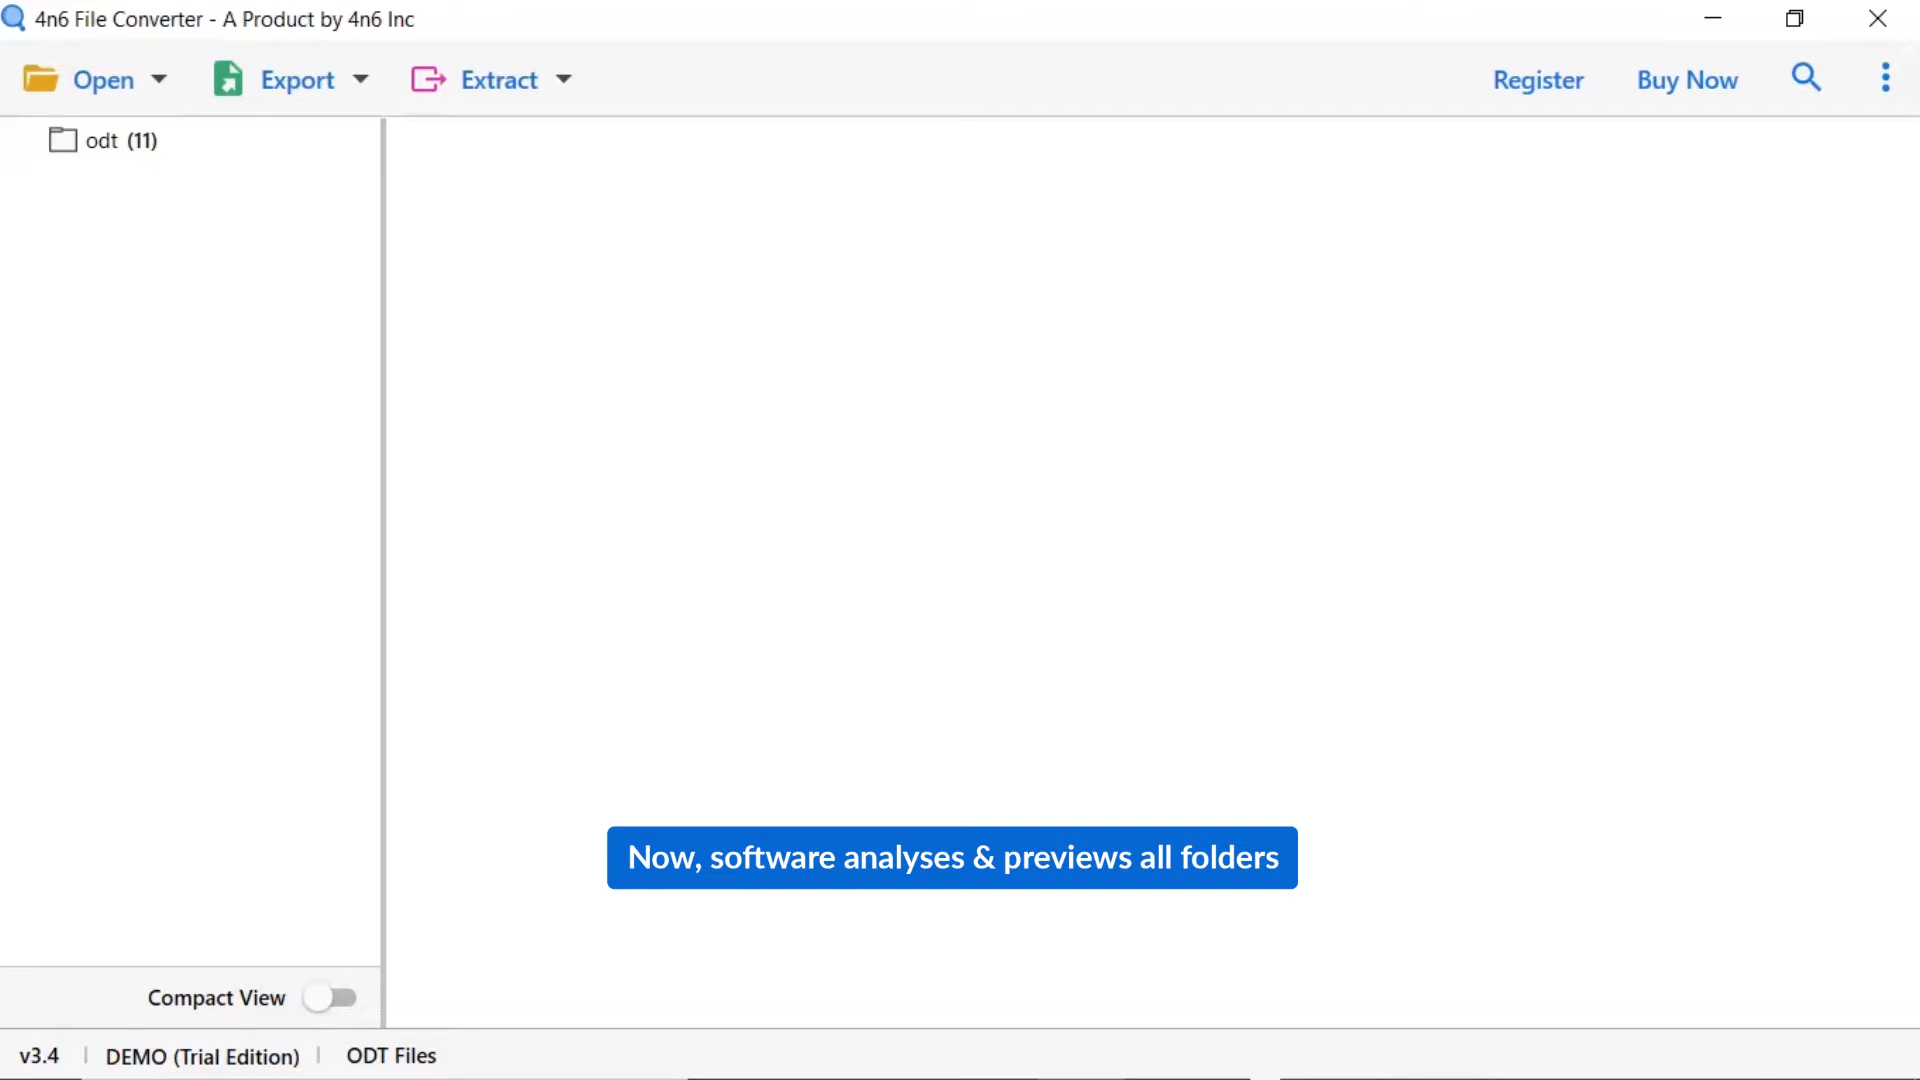 4n6 File Converter - A Product by 4n6 Inc
Open Export Extract Register Buy Now
odt (11)
Now, software analyses & previews all folders
Compact View
v3.4 DEMO (Trial Edition) ODT Files